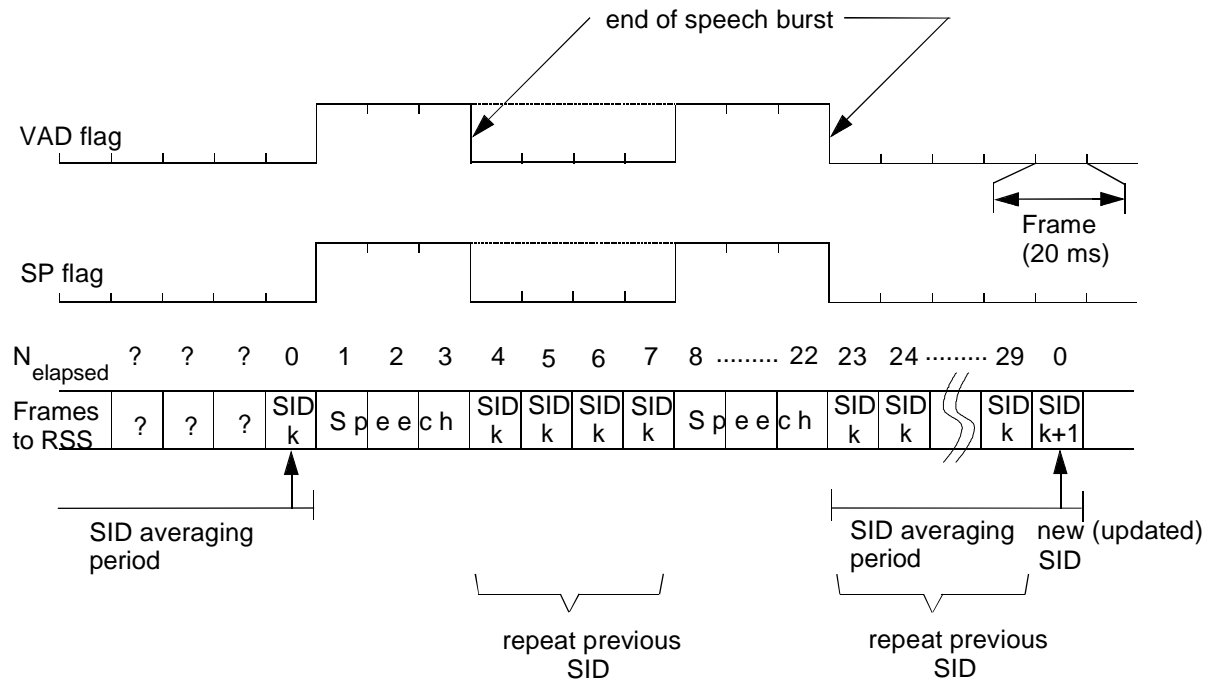 end of speech burst
VAD flag
Frame
(20 ms)
SP flag
N elapsed ? ? ? 0 1 2 3 4 5 6 7 8 ......... 22 23 24 ......... 29 0
Frames to RSS ? ? ? SID k Speech SID k SID k SID k SID k Speech SID k SID k SID k SID k+1
SID averaging period
SID averaging period
new (updated) SID
repeat previous SID
repeat previous SID